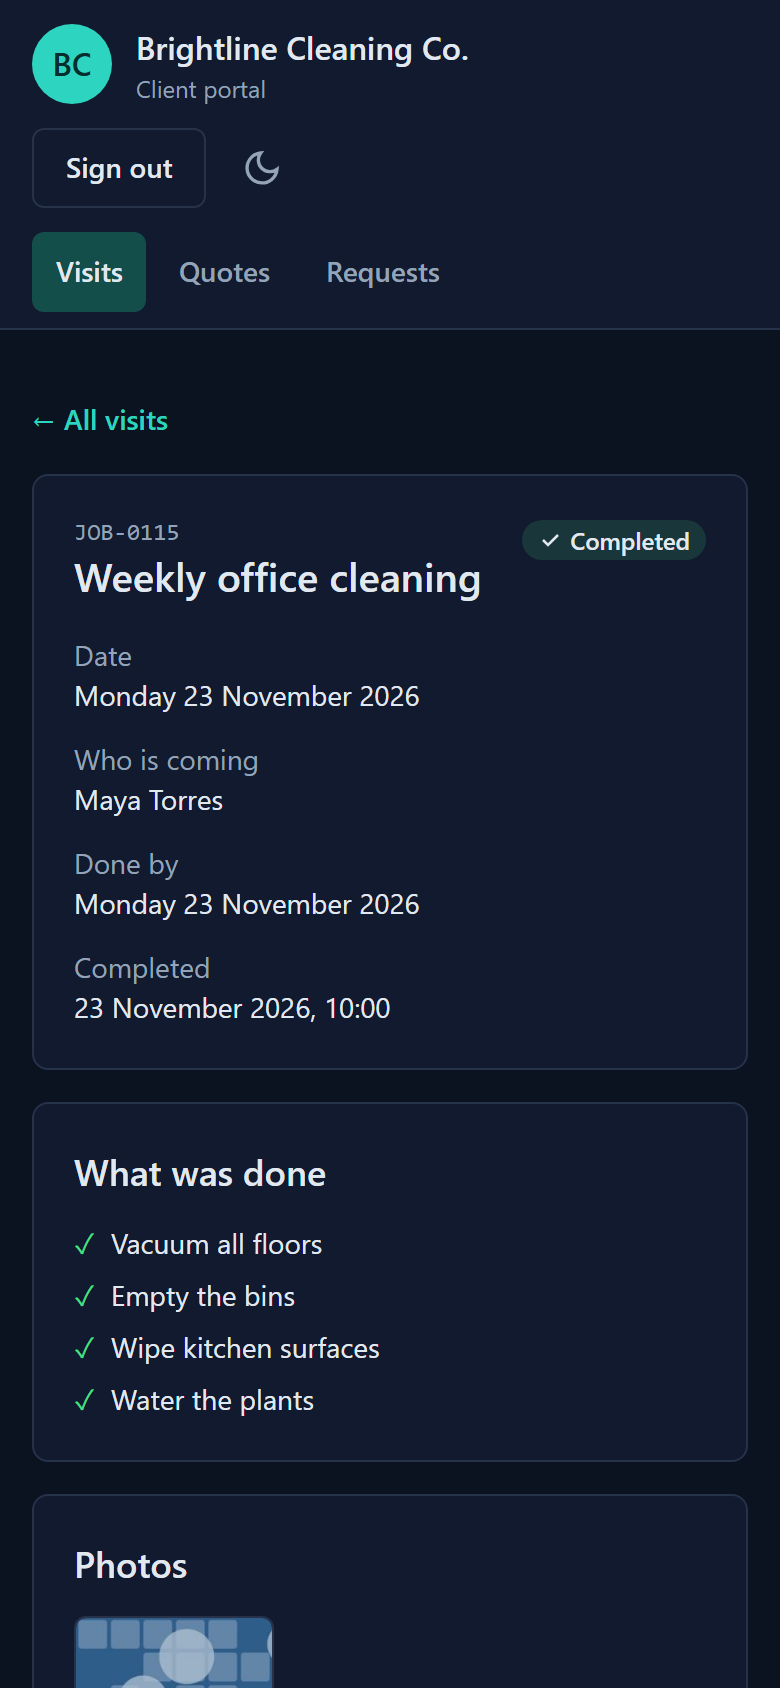 BC
Brightline Cleaning Co.
Client portal
Sign out
Visits
Quotes
Requests
← All visits
JOB-0115
✓ Completed
Weekly office cleaning
Date
Monday 23 November 2026
Who is coming
Maya Torres
Done by
Monday 23 November 2026
Completed
23 November 2026, 10:00
What was done
✓ Vacuum all floors
✓ Empty the bins
✓ Wipe kitchen surfaces
✓ Water the plants
Photos